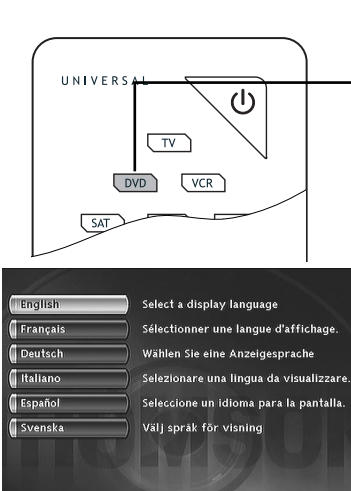 UNIVERSAL
TV
DVD VCR
SAT
English Select a display language
Français Sélectionner une langue d'affichage.
Deutsch Wählen Sie eine Anzeigesprache
Italiano Selezionare una lingua da visualizzare.
Español Seleccione un idioma para la pantalla.
Svenska Välj språk för visning
THOMSON